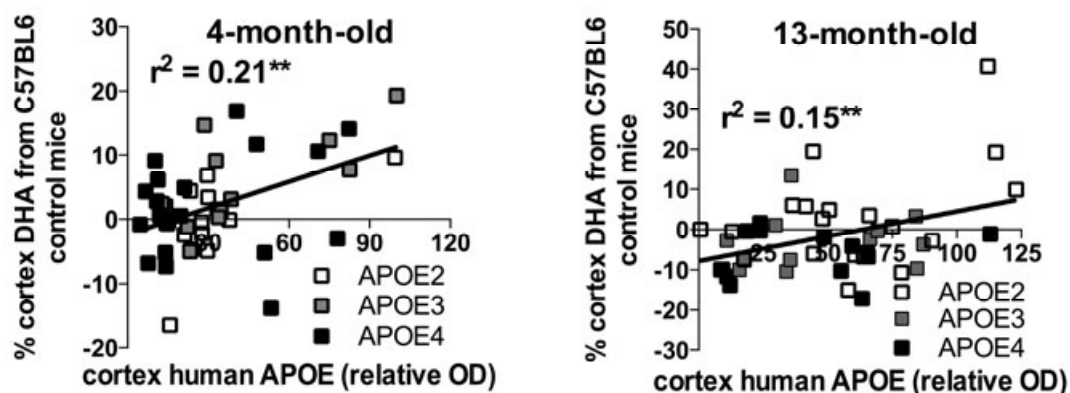 4-month-old
r² = 0.21**
% cortex DHA from C57BL6
control mice
30
20
10
0
-10
-20
30
60
90
120
APOE2
APOE3
APOE4
cortex human APOE (relative OD)
13-month-old
r² = 0.15**
% cortex DHA from C57BL6
control mice
50
40
30
20
10
0
-10
-20
-30
25
50
75
100
125
APOE2
APOE3
APOE4
cortex human APOE (relative OD)